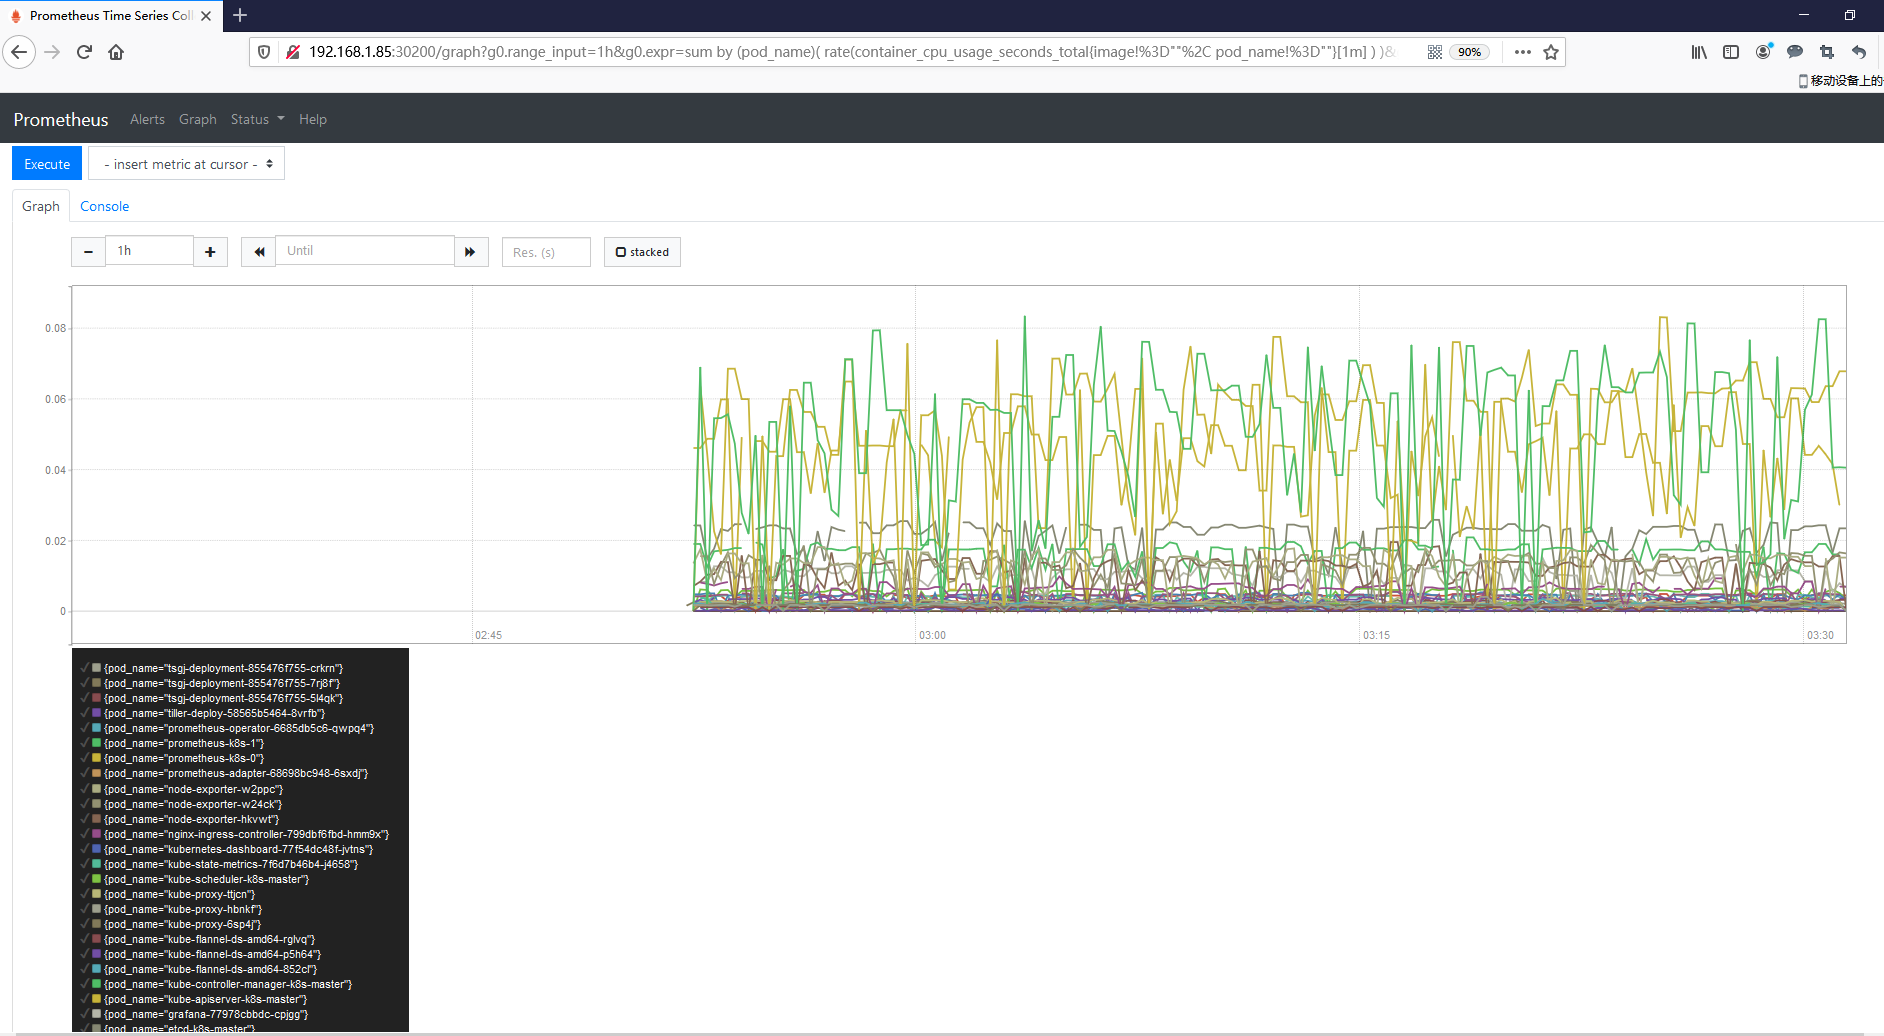 Prometheus Time Series Coll
192.168.1.85:30200/graph?g0.range_input=1h&g0.expr=sum by (pod_name)( rate(container_cpu_usage_seconds_total{image!%3D""%2C pod_name!%3D""}[1m] ) )&
90%
移动设备上的
Prometheus Alerts Graph Status Help
Execute - insert metric at cursor -
Graph Console
1h Until Res. (s) stacked
0.08
0.06
0.04
0.02
0
02:45 03:00 03:15 03:30
{pod_name="tsgj-deployment-855476f755-crkrn"}
{pod_name="tsgj-deployment-855476f755-7rj8f"}
{pod_name="tsgj-deployment-855476f755-5l4qk"}
{pod_name="tiller-deploy-58565b5464-8vrfb"}
{pod_name="prometheus-operator-6685db5c6-qwpq4"}
{pod_name="prometheus-k8s-1"}
{pod_name="prometheus-k8s-0"}
{pod_name="prometheus-adapter-68698bc948-6sxdj"}
{pod_name="node-exporter-w2ppc"}
{pod_name="node-exporter-w24ck"}
{pod_name="node-exporter-hkvwt"}
{pod_name="nginx-ingress-controller-799dbf6fbd-hmm9x"}
{pod_name="kubernetes-dashboard-77f54dc48f-jvtns"}
{pod_name="kube-state-metrics-7f6d7b46b4-j4658"}
{pod_name="kube-scheduler-k8s-master"}
{pod_name="kube-proxy-ttjcn"}
{pod_name="kube-proxy-hbnkf"}
{pod_name="kube-proxy-6sp4j"}
{pod_name="kube-flannel-ds-amd64-rglvq"}
{pod_name="kube-flannel-ds-amd64-p5h64"}
{pod_name="kube-flannel-ds-amd64-852cl"}
{pod_name="kube-controller-manager-k8s-master"}
{pod_name="kube-apiserver-k8s-master"}
{pod_name="grafana-77978cbbdc-cpjgg"}
{pod_name="etcd-k8s-master"}